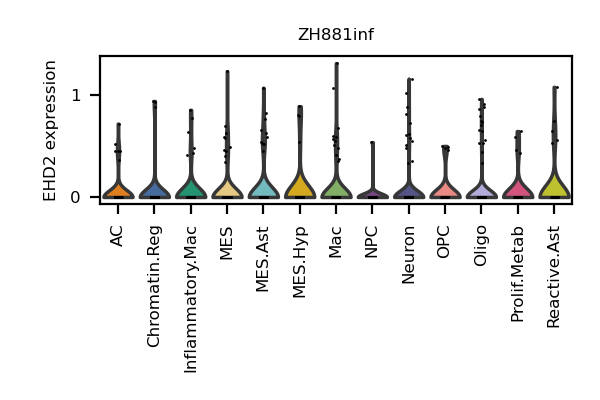 ZH881inf
EHD2 expression
1
0
AC
Chromatin.Reg
Inflammatory.Mac
MES
MES.Ast
MES.Hyp
Mac
NPC
Neuron
OPC
Oligo
Prolif.Metab
Reactive.Ast